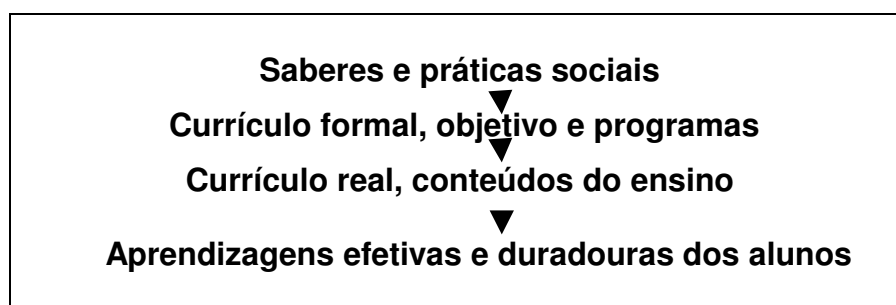 Saberes e práticas sociais
Currículo formal, objetivo e programas
Currículo real, conteúdos do ensino
Aprendizagens efetivas e duradouras dos alunos